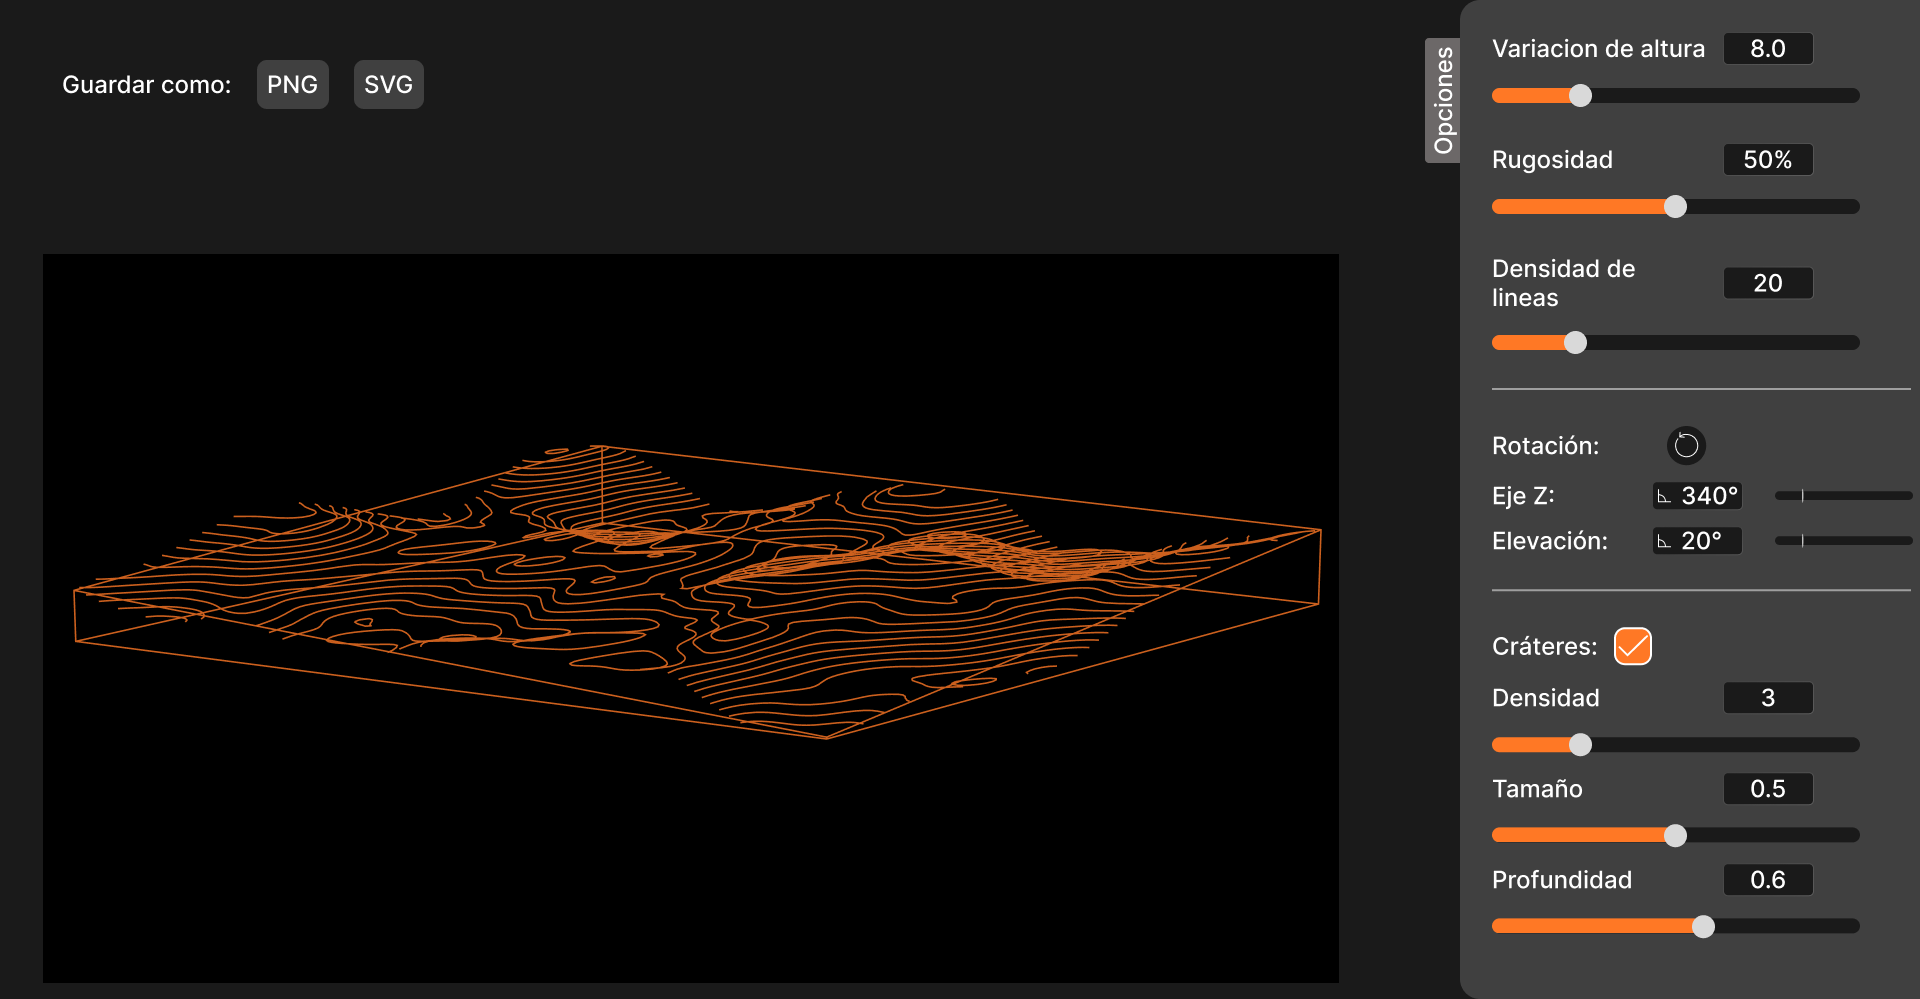 Guardar como: PNG SVG
Opciones
Variacion de altura 8.0
Rugosidad 50%
Densidad de
lineas 20
Rotación:
Eje Z: 340°
Elevación: 20°
Cráteres:
Densidad 3
Tamaño 0.5
Profundidad 0.6